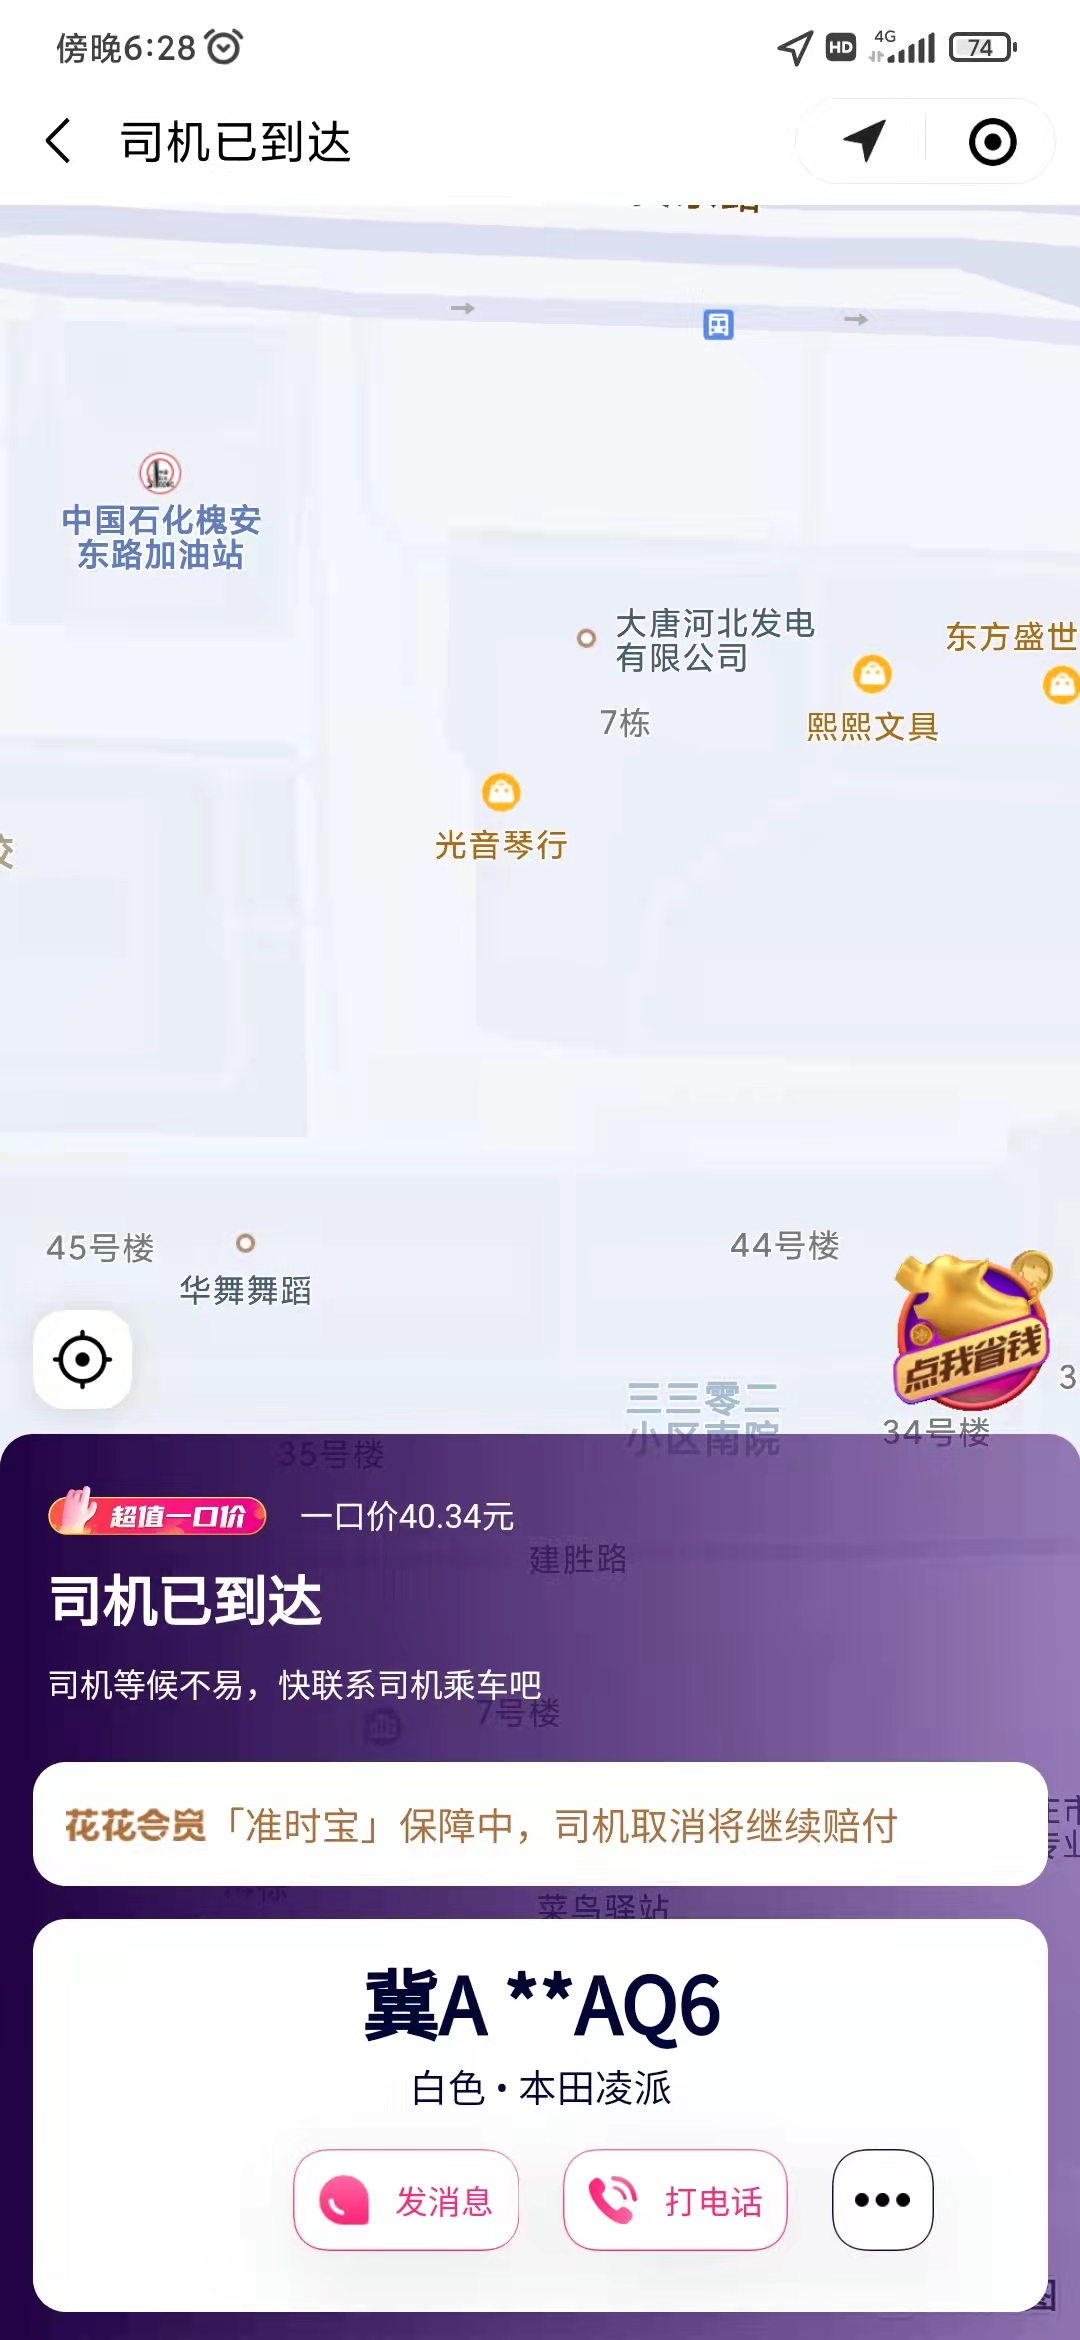 傍晚6:28
HD
4G
74
司机已到达
中国石化槐安
东路加油站
大唐河北发电
有限公司
7栋
东方盛世
熙熙文具
光音琴行
45号楼
华舞舞蹈
44号楼
点我省钱
3
三三零二
小区南院
34号楼
35号楼
超值一口价
一口价40.34元
建胜路
司机已到达
司机等候不易，快联系司机乘车吧
7号楼
花花会员「准时宝」保障中，司机取消将继续赔付
菜鸟驿站
冀A **AQ6
白色•本田凌派
发消息
打电话